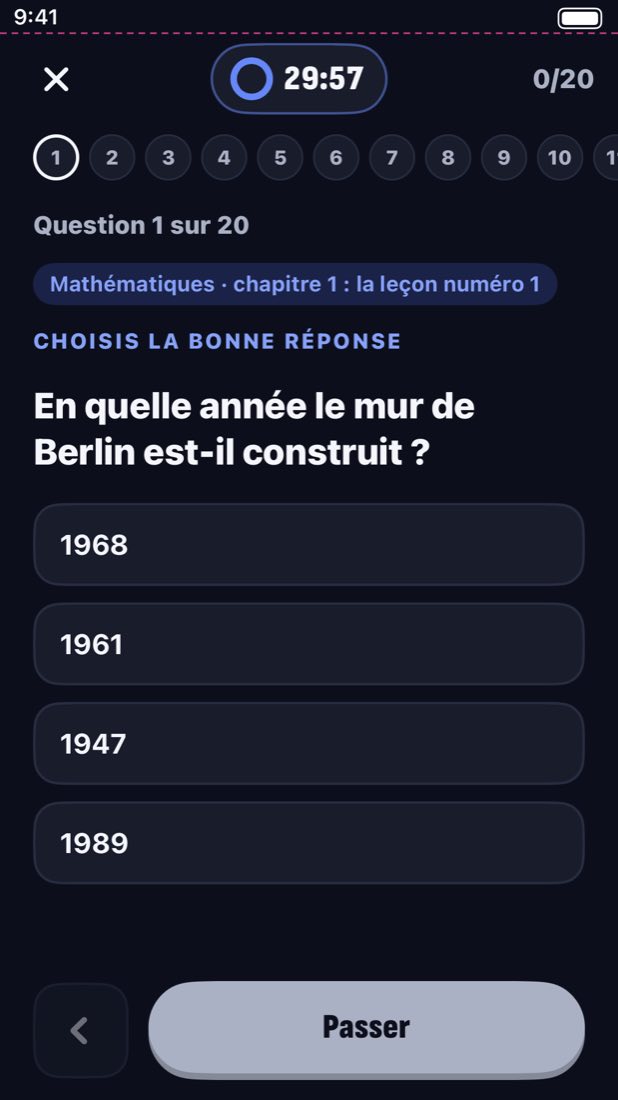 9:41
29:57
0/20
1 2 3 4 5 6 7 8 9 10
Question 1 sur 20
Mathématiques · chapitre 1 : la leçon numéro 1
CHOISIS LA BONNE RÉPONSE
En quelle année le mur de
Berlin est-il construit ?
1968
1961
1947
1989
Passer